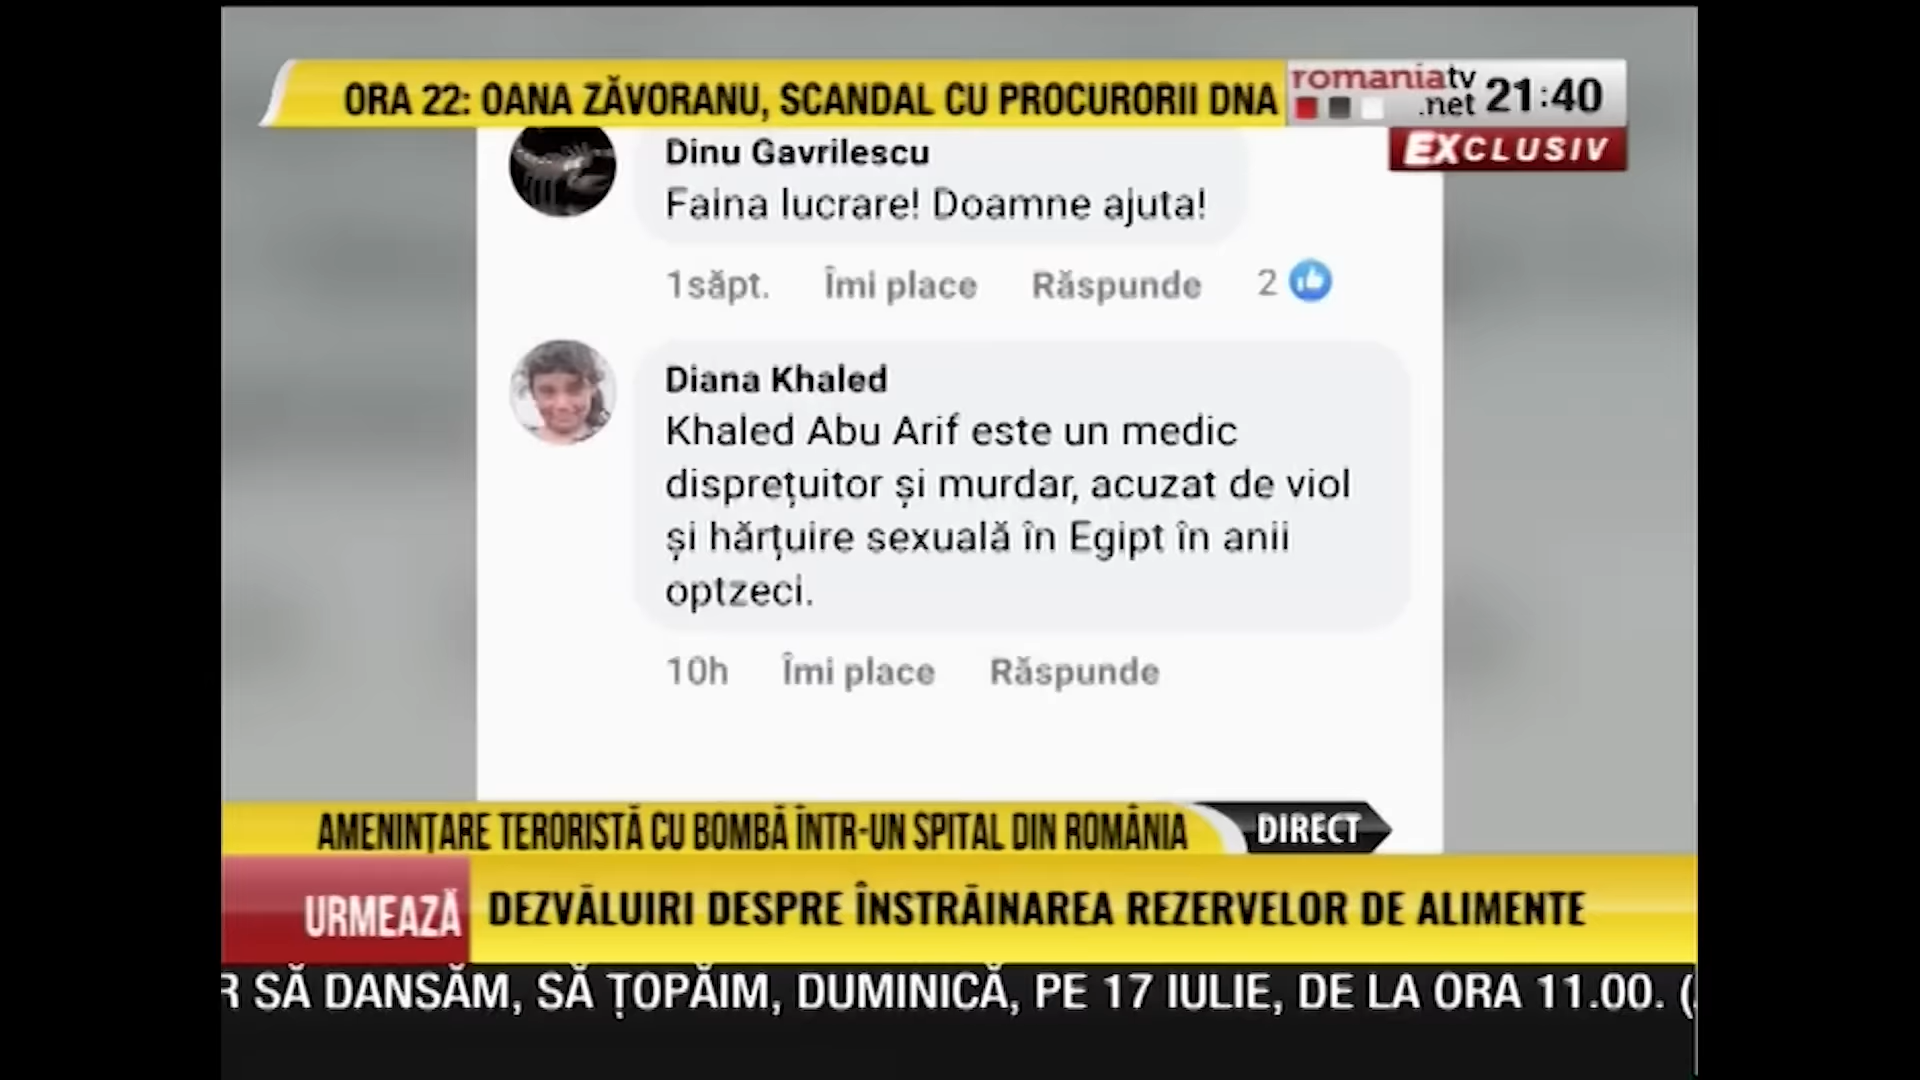 ORA 22: OANA ZĂVORANU, SCANDAL CU PROCURORII DNA
romaniatv
.net
21:40
EXCLUSIV
Dinu Gavrilescu
Faina lucrare! Doamne ajuta!
1săpt. Îmi place Răspunde 2
Diana Khaled
Khaled Abu Arif este un medic
disprețuitor și murdar, acuzat de viol
și hărțuire sexuală în Egipt în anii
optzeci.
10h Îmi place Răspunde
AMENINȚARE TERORISTĂ CU BOMBĂ ÎNTR-UN SPITAL DIN ROMÂNIA
DIRECT
URMEAZĂ
DEZVĂLUIRI DESPRE ÎNSTRĂINAREA REZERVELOR DE ALIMENTE
R SĂ DANSĂM, SĂ ȚOPĂIM, DUMINICĂ, PE 17 IULIE, DE LA ORA 11.00. (